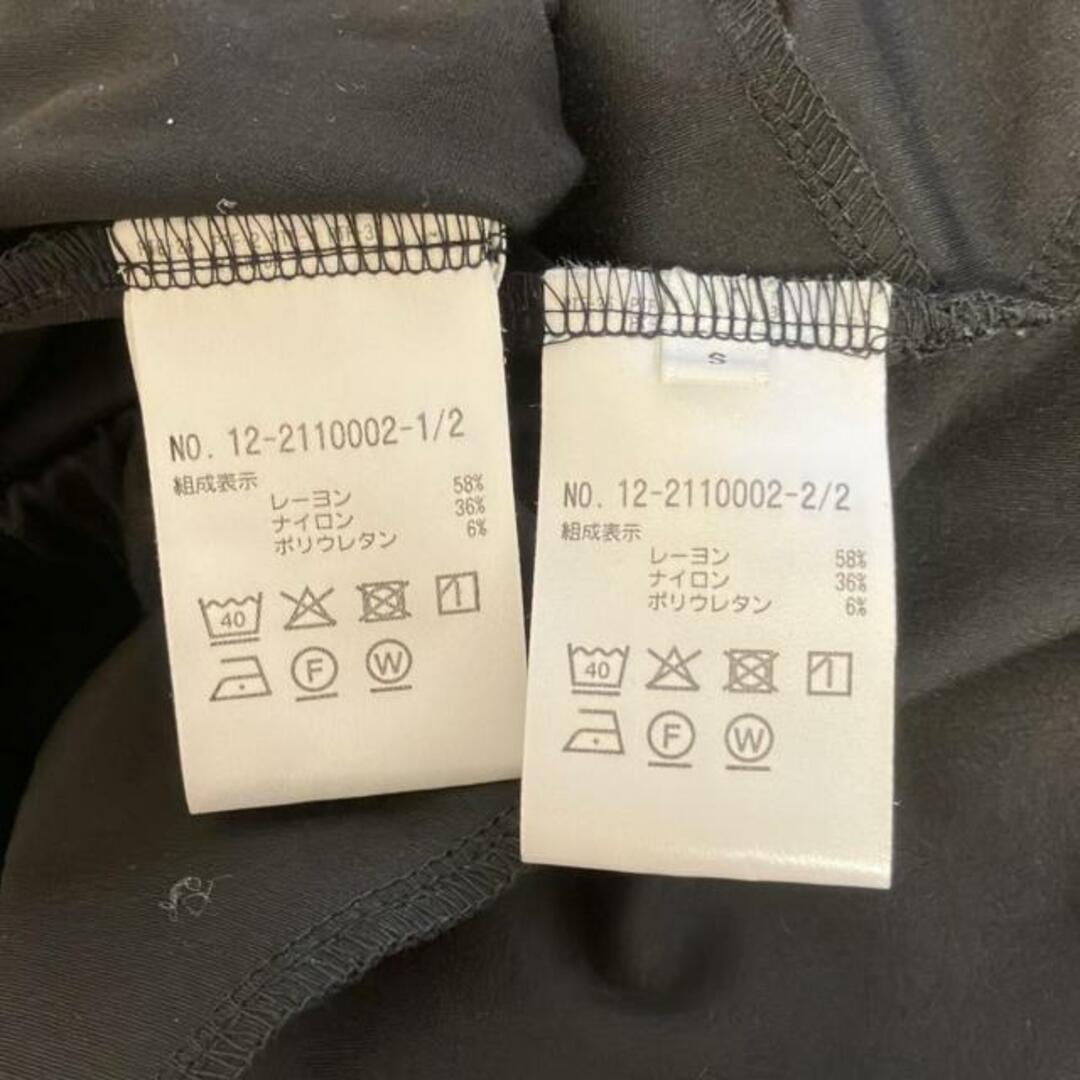 NO. 12-2110002-1/2
組成表示
レーヨン 58%
ナイロン 36%
ポリウレタン 6%
40
F W
S
NO. 12-2110002-2/2
組成表示
レーヨン 58%
ナイロン 36%
ポリウレタン 6%
40
F W